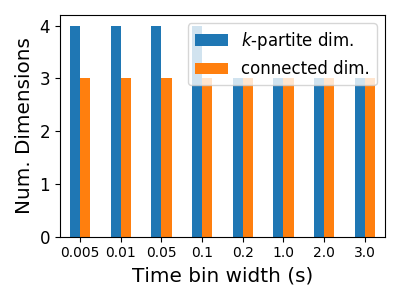 4
3
2
1
0
Num. Dimensions
k-partite dim.
connected dim.
0.005 0.01 0.05 0.1 0.2 1.0 2.0 3.0
Time bin width (s)